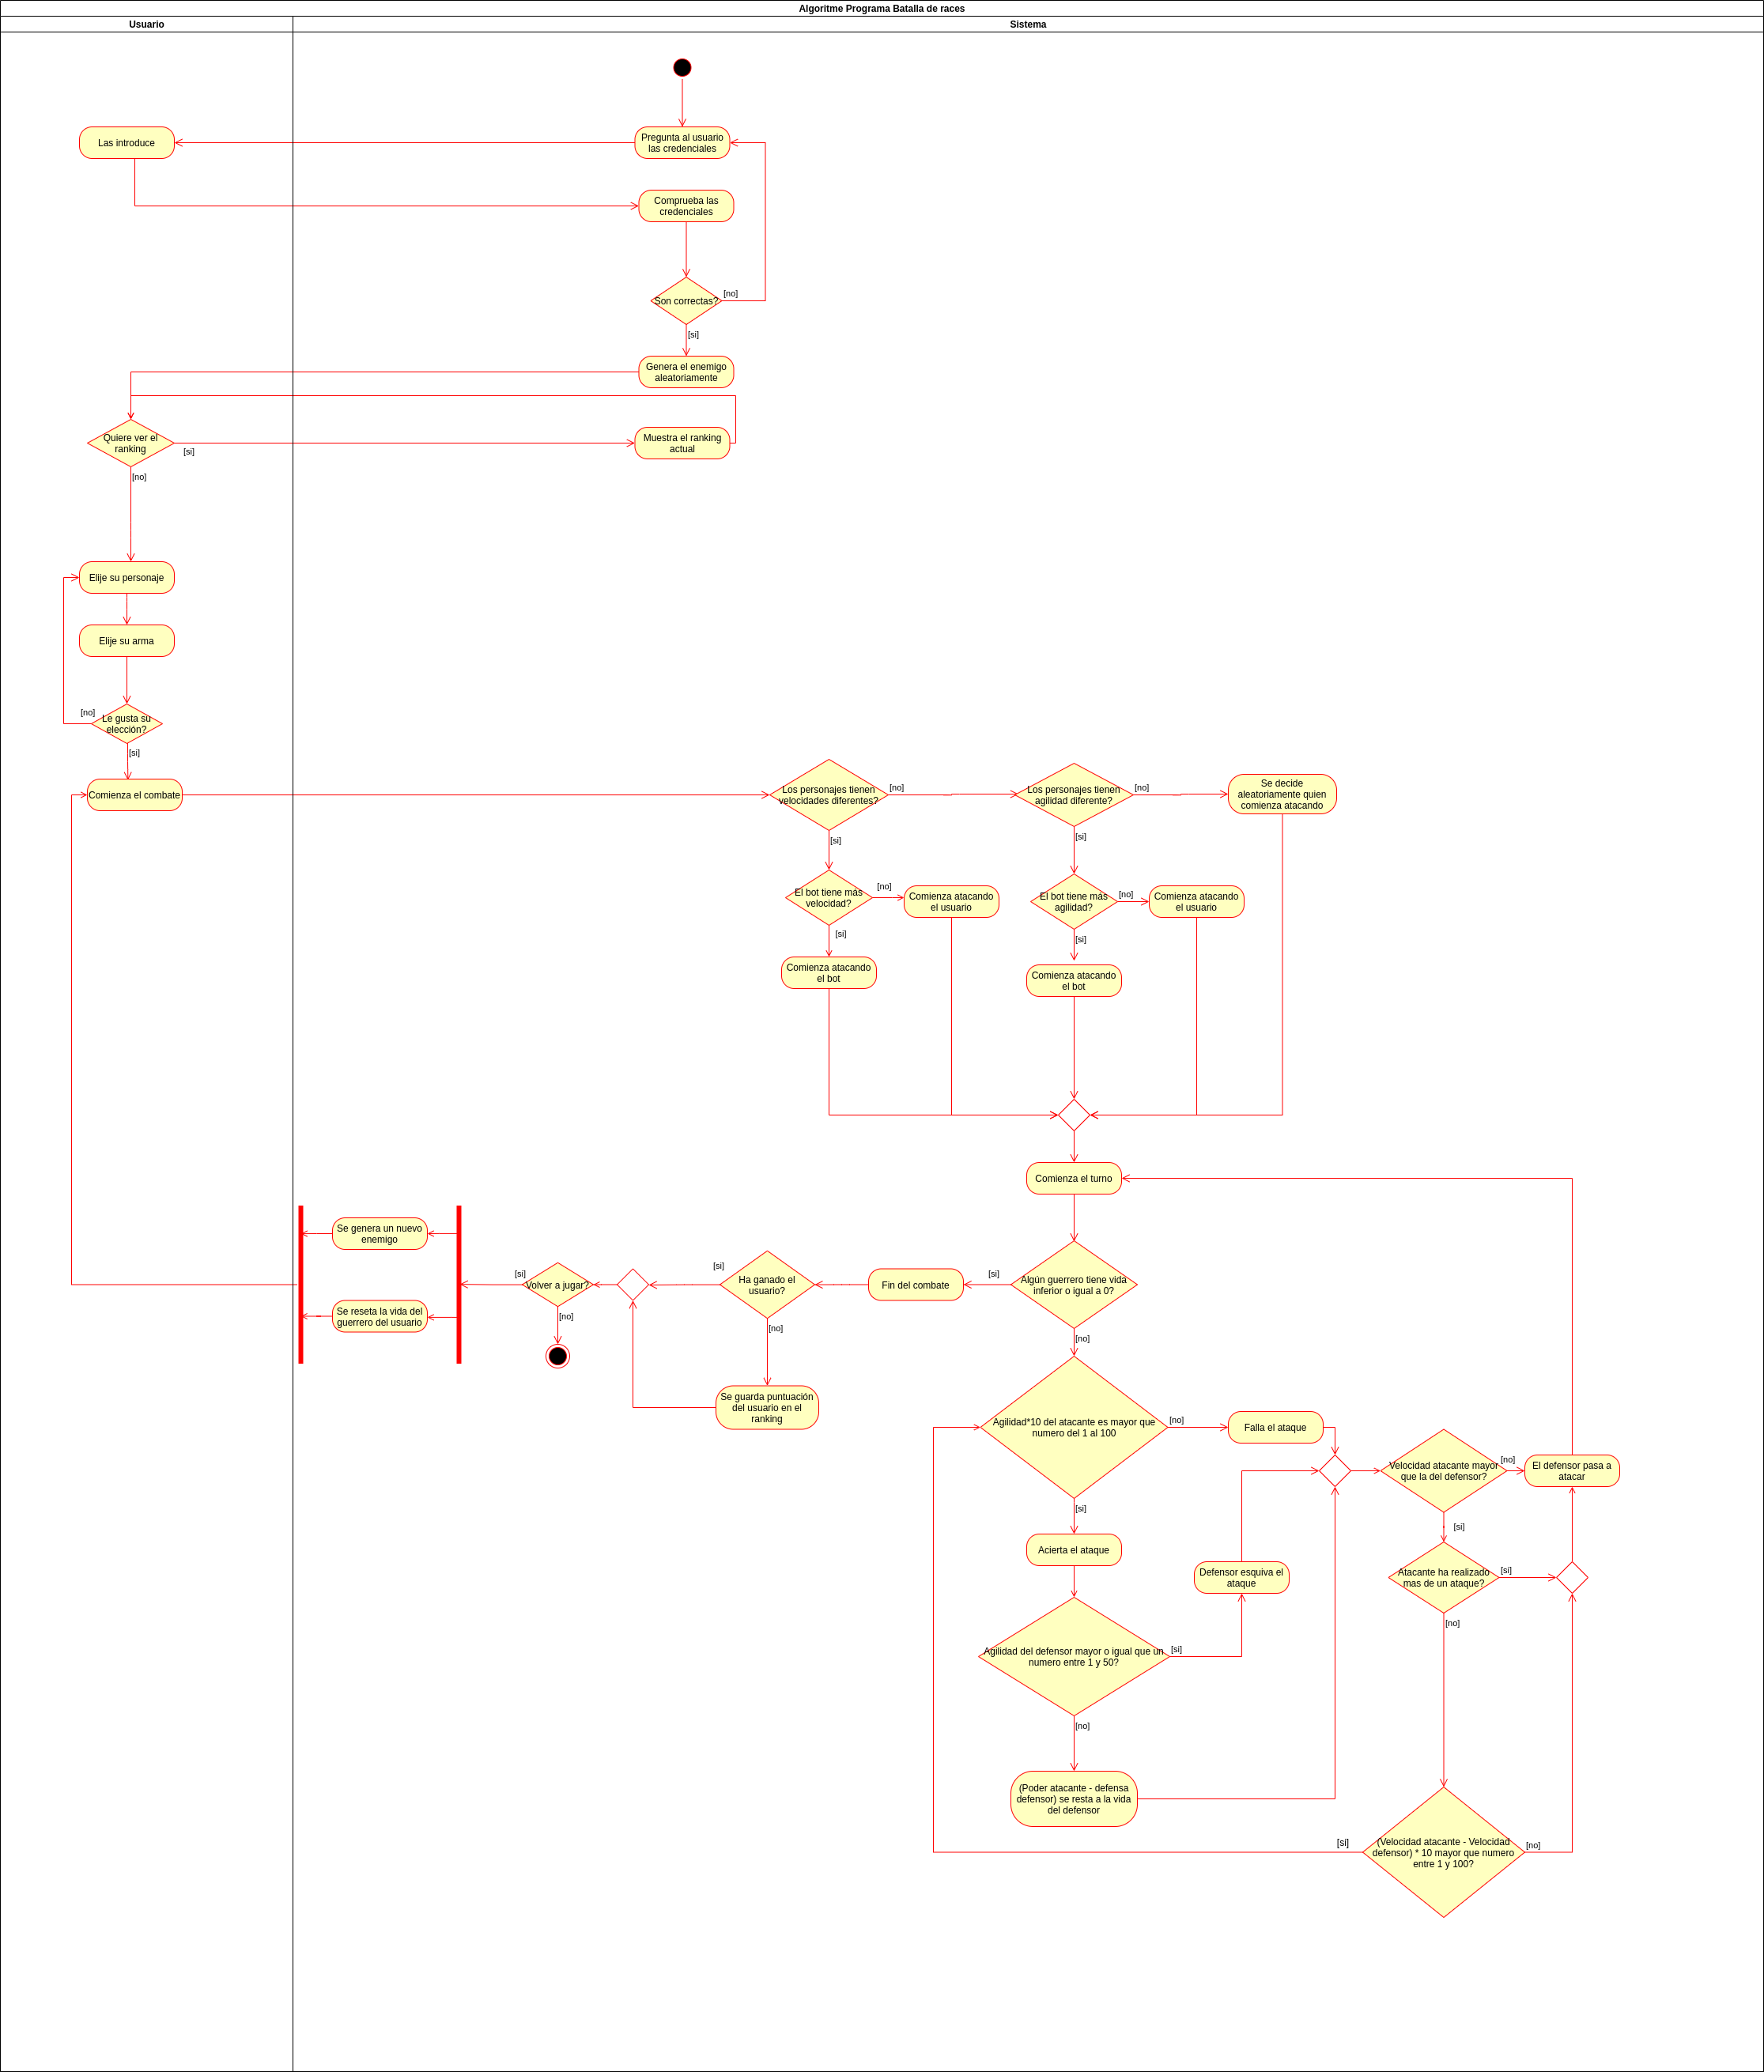 Algoritme Programa Batalla de races
Usuario
Sistema
Las introduce
Pregunta al usuario
las credenciales
Comprueba las
credenciales
Son correctas?
[no]
[si]
Genera el enemigo
aleatoriamente
Quiere ver el
ranking
[si]
[no]
Muestra el ranking
actual
Elije su personaje
Elije su arma
Le gusta su
elección?
[no]
[si]
Comienza el combate
Los personajes tienen
velocidades diferentes?
[no]
[si]
Los personajes tienen
agilidad diferente?
[no]
[si]
Se decide
aleatoriamente quien
comienza atacando
El bot tiene más
velocidad?
[no]
[si]
Comienza atacando
el usuario
El bot tiene más
agilidad?
[no]
[si]
Comienza atacando
el usuario
Comienza atacando
el bot
Comienza atacando
el bot
Comienza el turno
Se genera un nuevo
enemigo
Se reseta la vida del
guerrero del usuario
[si]
Volver a jugar?
[no]
[si]
Ha ganado el
usuario?
[no]
Fin del combate
[si]
Algún guerrero tiene vida
inferior o igual a 0?
[no]
Se guarda puntuación
del usuario en el
ranking
Agilidad*10 del atacante es mayor que
numero del 1 al 100
[no]
[si]
Falla el ataque
Velocidad atacante mayor
que la del defensor?
[no]
[si]
El defensor pasa a
atacar
Acierta el ataque
Defensor esquiva el
ataque
Atacante ha realizado
mas de un ataque?
[si]
[no]
Agilidad del defensor mayor o igual que un
numero entre 1 y 50?
[si]
[no]
(Poder atacante - defensa
defensor) se resta a la vida
del defensor
[si]
(Velocidad atacante - Velocidad
defensor) * 10 mayor que numero
entre 1 y 100?
[no]